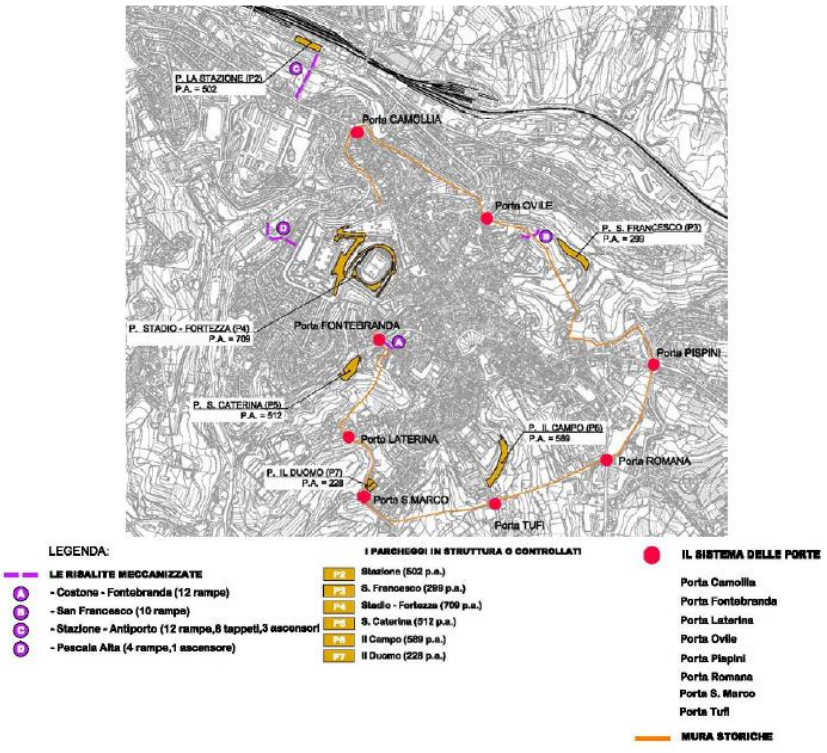 P. LA STAZIONE (P2)
P.A. = 502
C
Porta CAMOLLIA
Porta OVILE
P. S. FRANCESCO (P3)
P.A. = 299
B
D
P. STADIO - FORTEZZA (P4)
P.A. = 709
Porta FONTEBRANDA
A
Porta PISPINI
P. S. CATERINA (P5)
P.A. = 512
P. IL CAMPO (P6)
P.A. = 589
Porta LATERINA
Porta ROMANA
P. IL DUOMO (P7)
P.A. = 228
Porta S.MARCO
Porta TUFI
LEGENDA:
LE RISALITE MECCANIZZATE
A - Costone - Fontebranda (12 rampe)
B - San Francesco (10 rampe)
C - Stazione - Antiporto (12 rampe,8 tappeti,3 ascensori
D - Pescaia Alta (4 rampe,1 ascensore)
I PARCHEGGI IN STRUTTURA O CONTROLLATI
P2 Stazione (502 p.a.)
P3 S. Francesco (299 p.a.)
P4 Stadio - Fortezza (709 p.a.)
P5 S. Caterina (512 p.a.)
P6 Il Campo (589 p.a.)
P7 Il Duomo (228 p.a.)
IL SISTEMA DELLE PORTE
Porta Camollia
Porta Fontebranda
Porta Laterina
Porta Ovile
Porta Pispini
Porta Romana
Porta S. Marco
Porta Tufi
MURA STORICHE